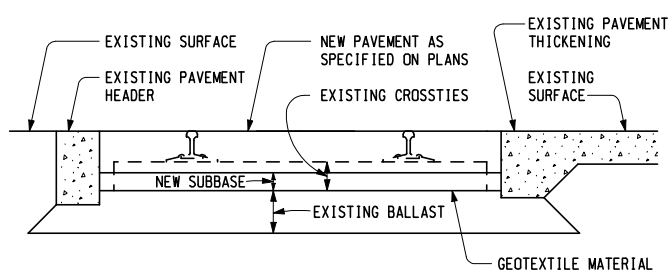 EXISTING SURFACE
EXISTING PAVEMENT
HEADER
NEW PAVEMENT AS
SPECIFIED ON PLANS
EXISTING CROSSTIES
EXISTING PAVEMENT
THICKENING
EXISTING
SURFACE
NEW SUBBASE
EXISTING BALLAST
GEOTEXTILE MATERIAL